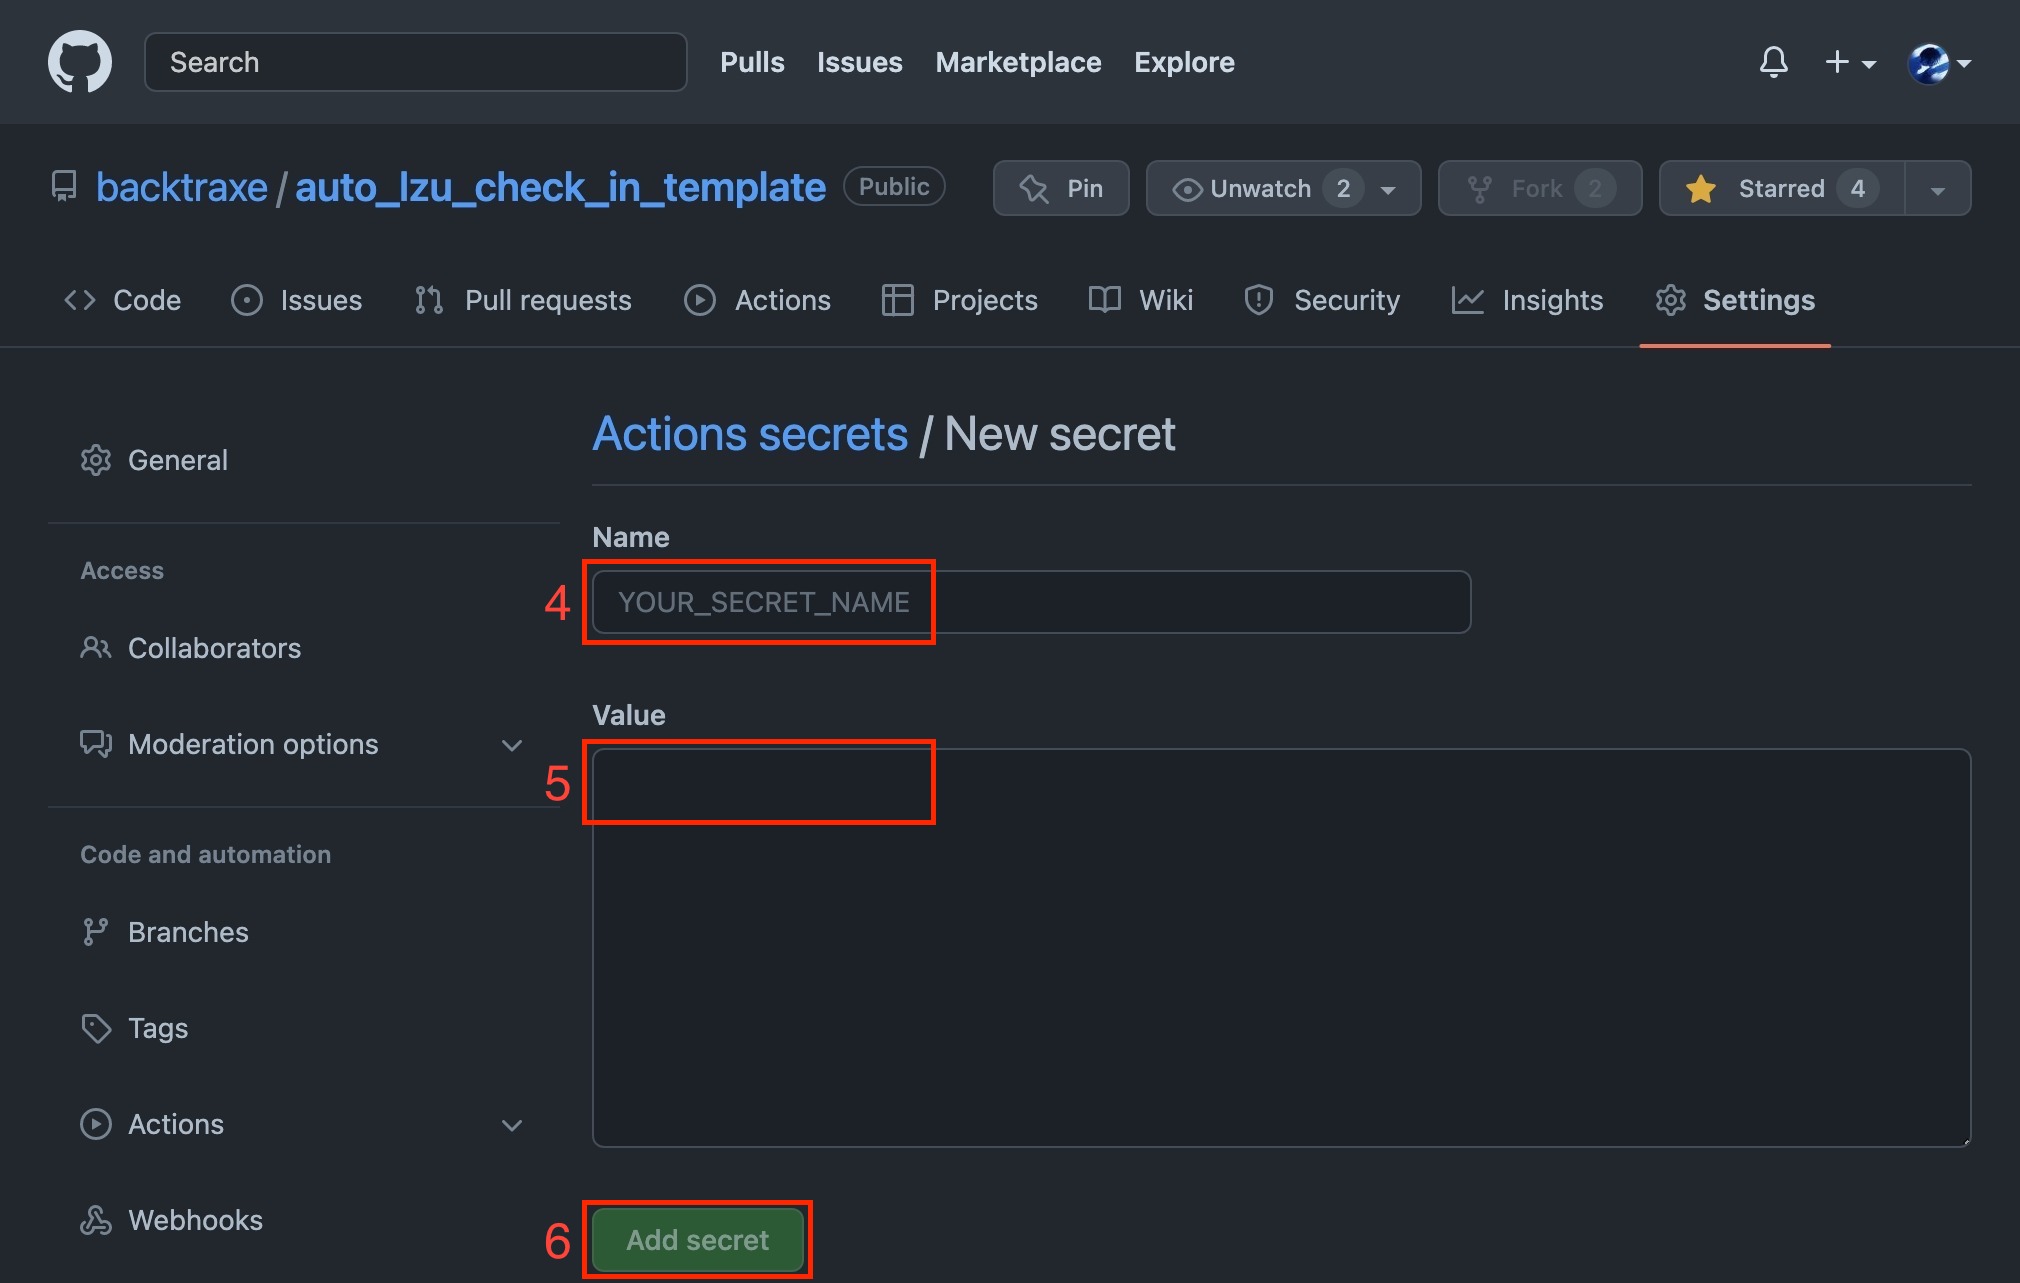 Search
Pulls Issues Marketplace Explore
backtraxe / auto_lzu_check_in_template Public
Pin
Unwatch 2
Fork 2
Starred 4
Code Issues Pull requests Actions Projects Wiki Security Insights Settings
Actions secrets / New secret
General
Name
Access
4 YOUR_SECRET_NAME
Collaborators
Value
Moderation options
5
Code and automation
Branches
Tags
Actions
Webhooks
6 Add secret